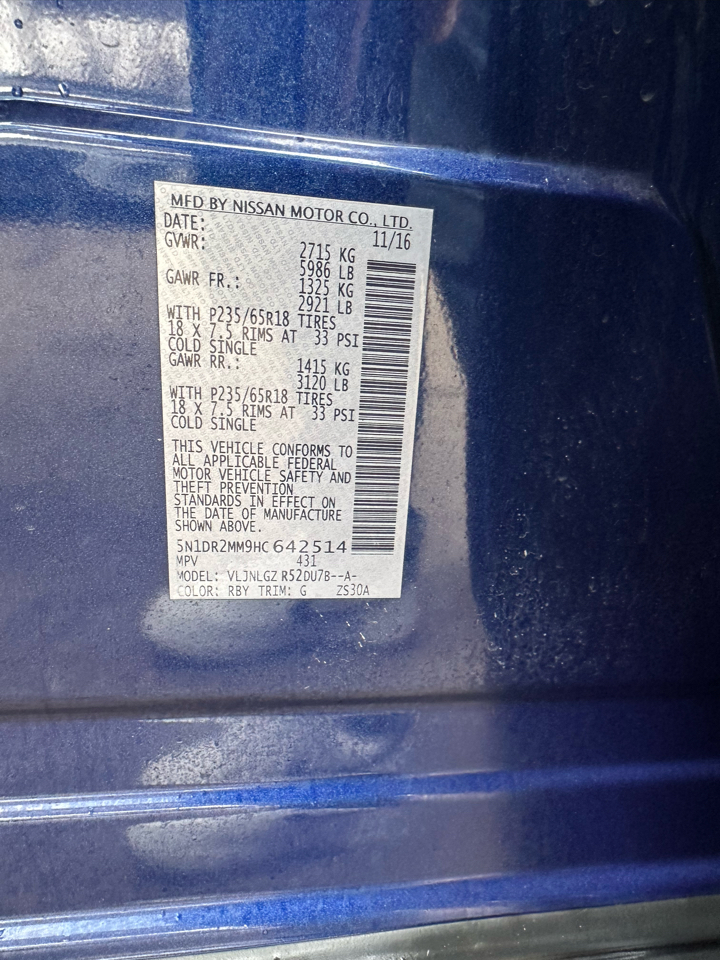 MFD BY NISSAN MOTOR CO., LTD.
DATE: 11/16
GVWR: 2715 KG
5986 LB
GAWR FR.: 1325 KG
2921 LB
WITH P235/65R18 TIRES
18 X 7.5 RIMS AT 33 PSI
COLD SINGLE
GAWR RR.: 1415 KG
3120 LB
WITH P235/65R18 TIRES
18 X 7.5 RIMS AT 33 PSI
COLD SINGLE
THIS VEHICLE CONFORMS TO
ALL APPLICABLE FEDERAL
MOTOR VEHICLE SAFETY AND
THEFT PREVENTION
STANDARDS IN EFFECT ON
THE DATE OF MANUFACTURE
SHOWN ABOVE.
5N1DR2MM9HC642514
MPV 431
MODEL: VLJNLGZ R52DU7B--A-
COLOR: RBY TRIM: G ZS30A